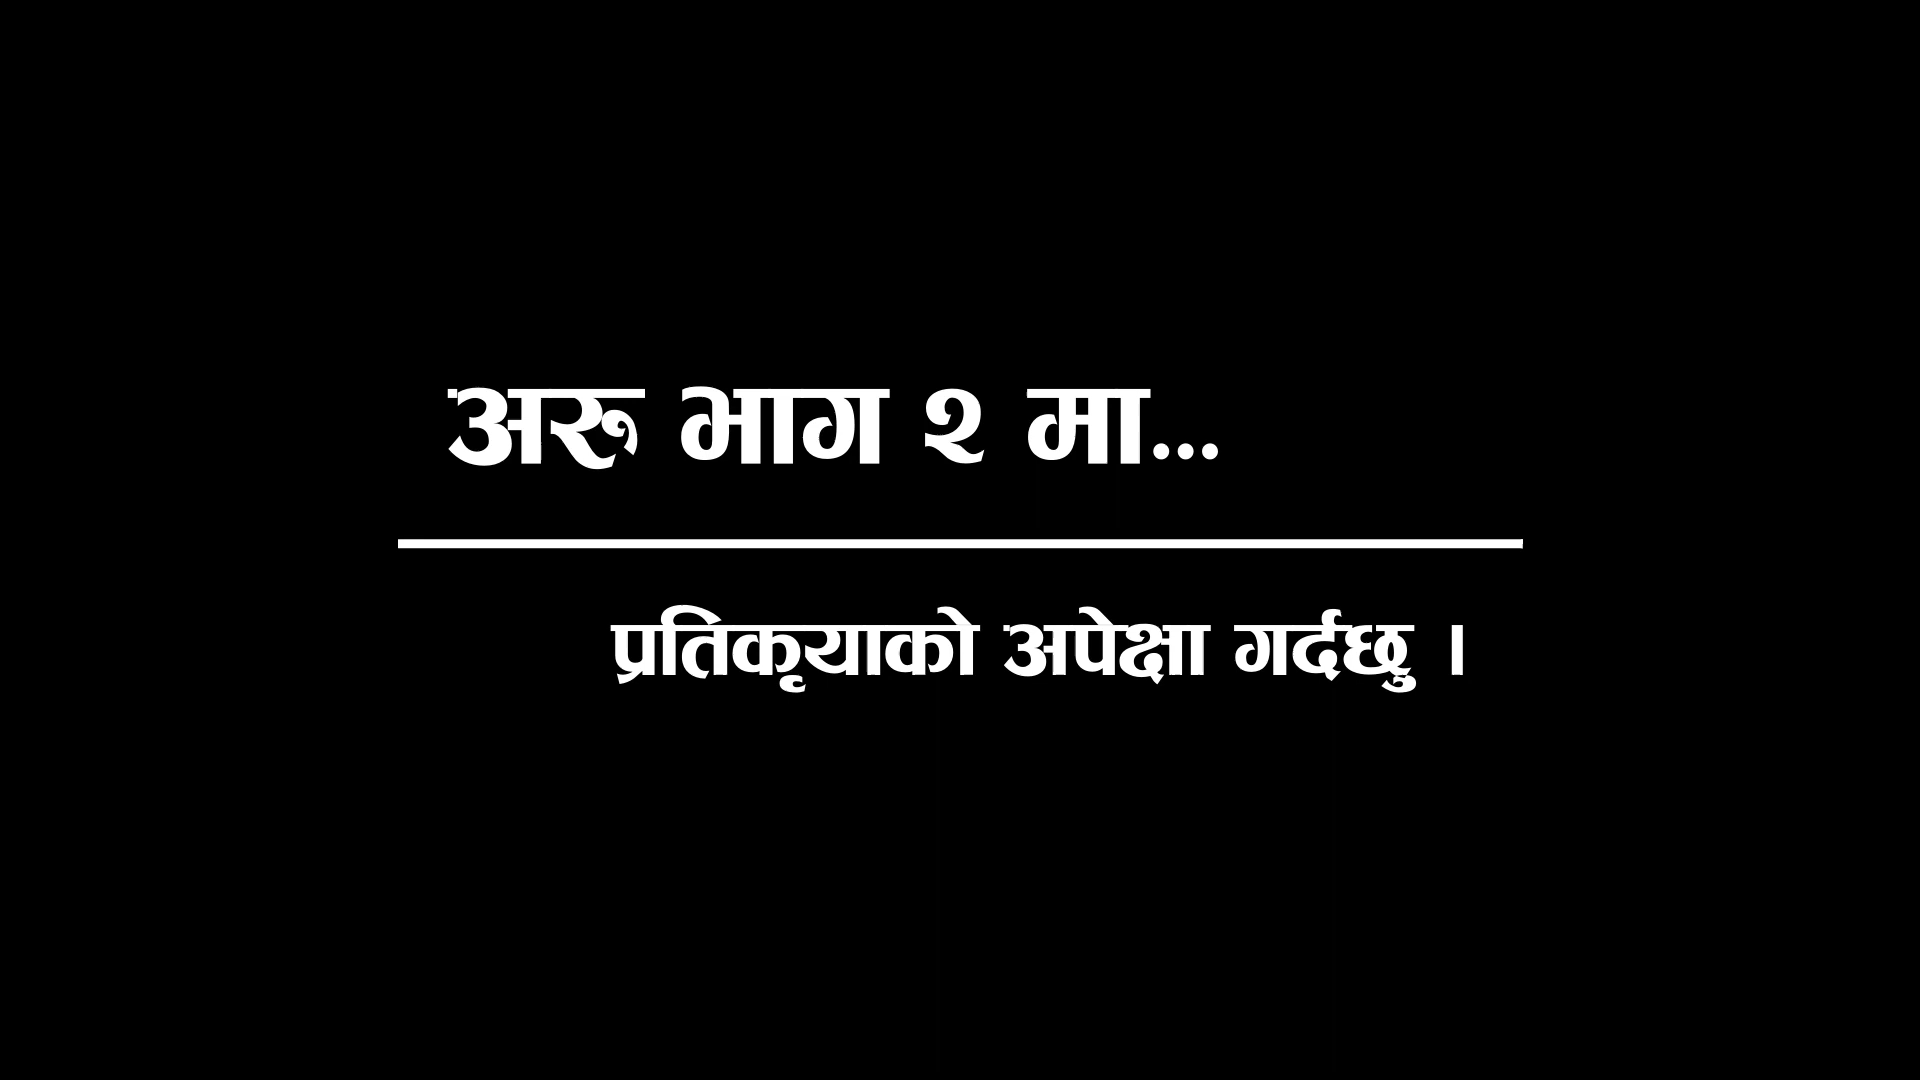 अरु भाग २ मा...
प्रतिकृयाको अपेक्षा गर्दछु ।